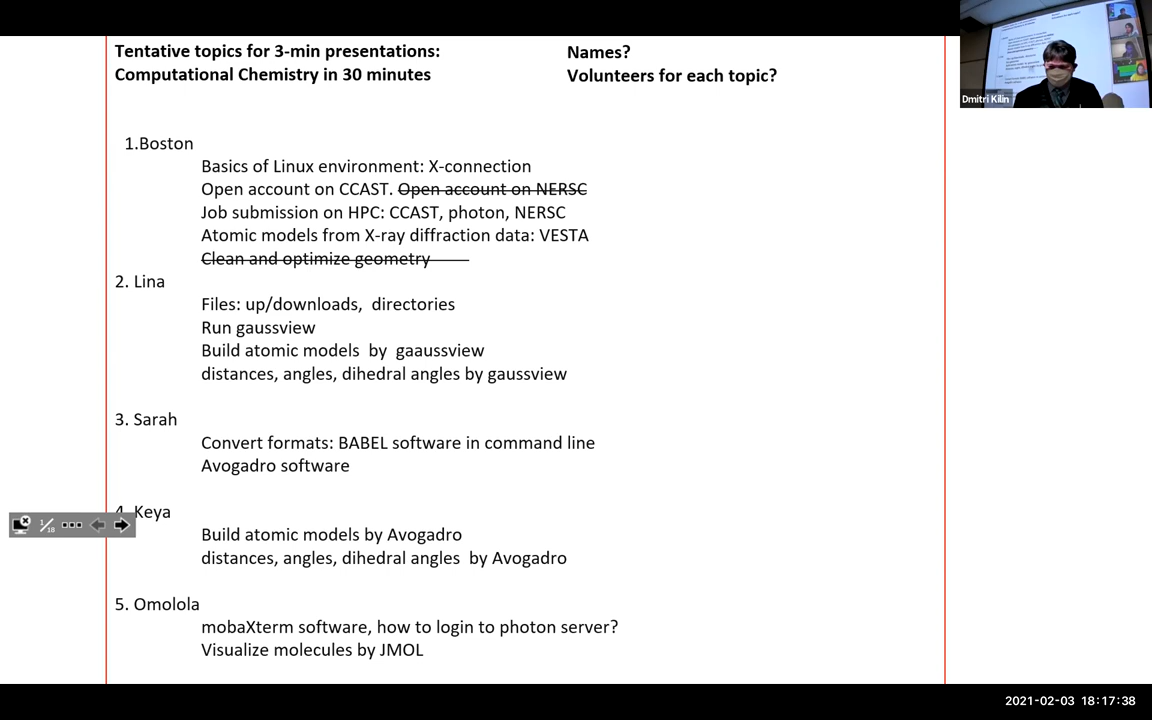 Tentative topics for 3-min presentations:
Computational Chemistry in 30 minutes
Names?
Volunteers for each topic?
1.Boston
Basics of Linux environment: X-connection
Open account on CCAST. Open account on NERSC
Job submission on HPC: CCAST, photon, NERSC
Atomic models from X-ray diffraction data: VESTA
Clean and optimize geometry
2. Lina
Files: up/downloads, directories
Run gaussview
Build atomic models by gaaussview
distances, angles, dihedral angles by gaussview
3. Sarah
Convert formats: BABEL software in command line
Avogadro software
4. Keya
Build atomic models by Avogadro
distances, angles, dihedral angles by Avogadro
5. Omolola
mobaXterm software, how to login to photon server?
Visualize molecules by JMOL
1/18
Dmitri Kilin
2021-02-03 18:17:38